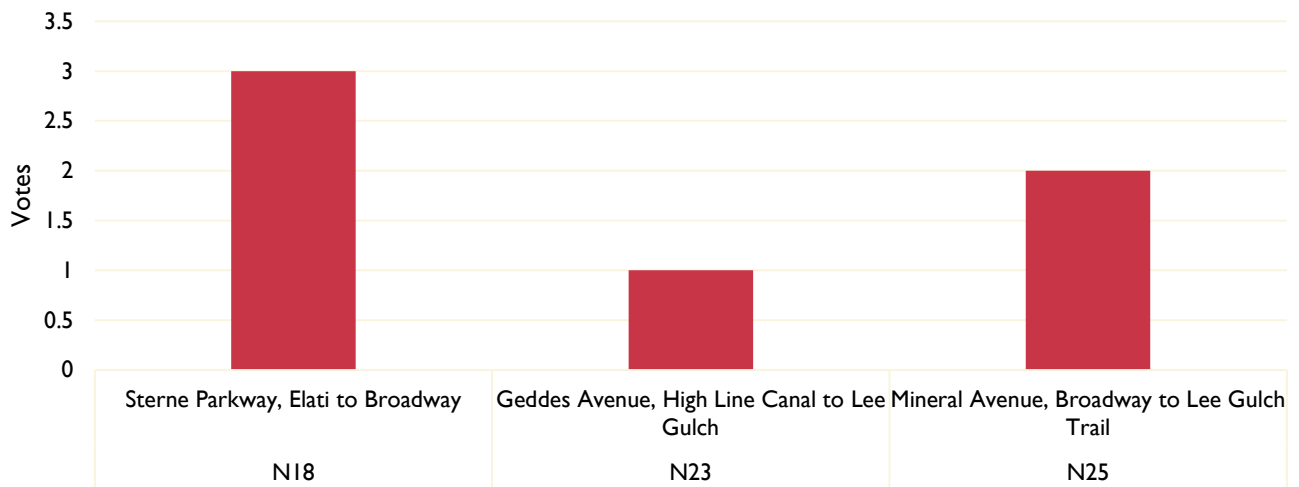 3.5
3
2.5
2
1.5
1
0.5
0
Votes
Sterne Parkway, Elati to Broadway
Geddes Avenue, High Line Canal to Lee
Gulch
Mineral Avenue, Broadway to Lee Gulch
Trail
N18
N23
N25